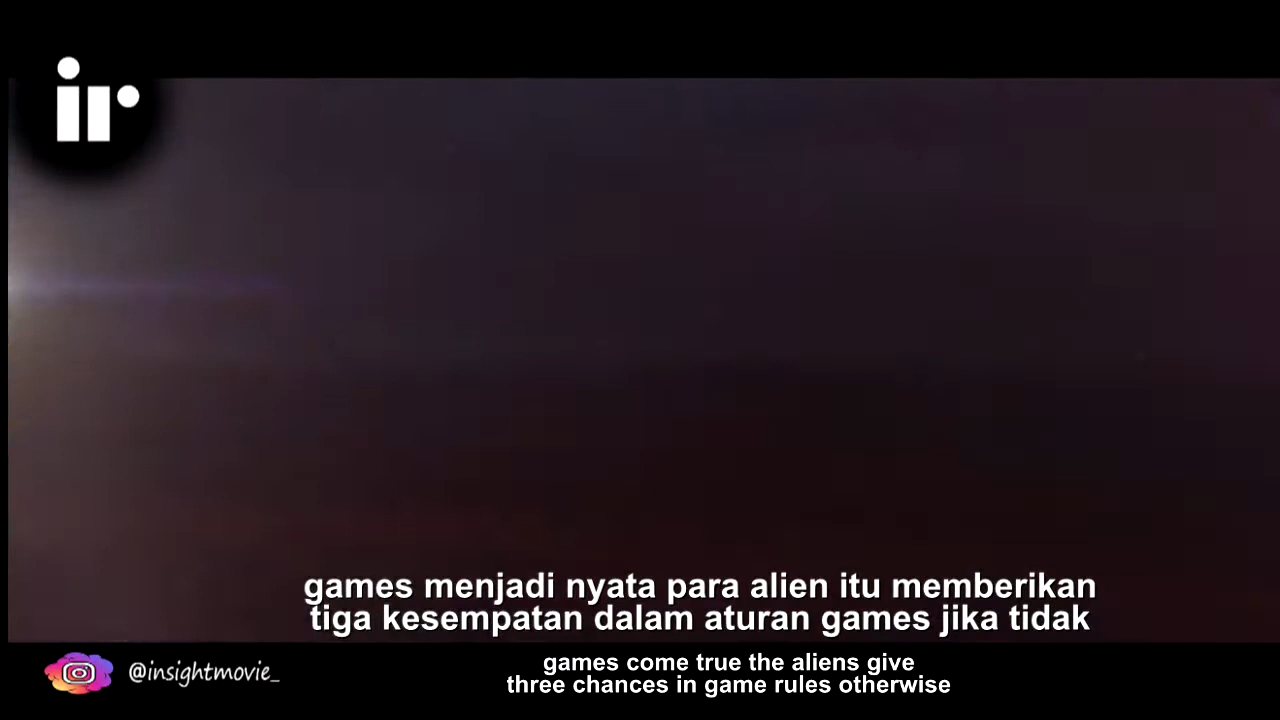 ir
games menjadi nyata para alien itu memberikan
tiga kesempatan dalam aturan games jika tidak
@insightmovie_
games come true the aliens give
three chances in game rules otherwise